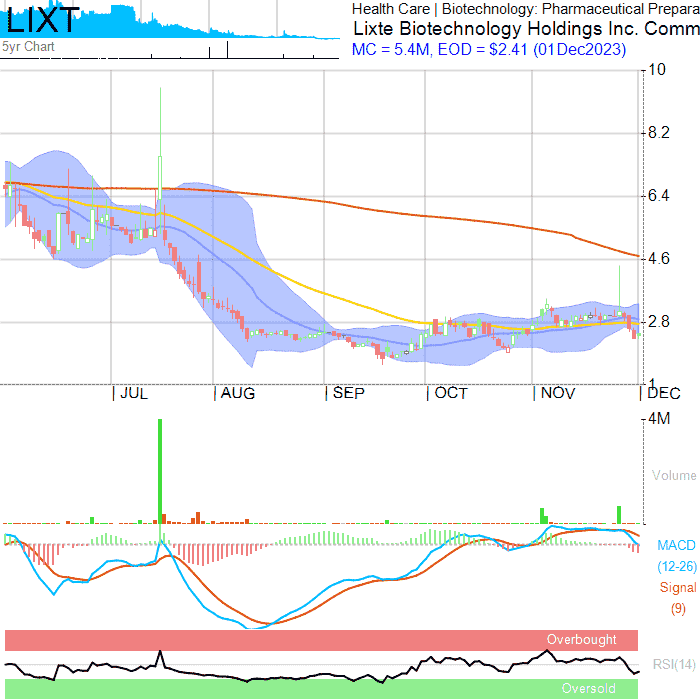 LIXT
Health Care | Biotechnology: Pharmaceutical Prepara
Lixte Biotechnology Holdings Inc. Comm
5yr Chart
MC = 5.4M, EOD = $2.41 (01Dec2023)
10
8.2
6.4
4.6
2.8
1
JUL AUG SEP OCT NOV DEC
4M
Volume
MACD
(12-26)
Signal
(9)
Overbought
RSI(14)
Oversold